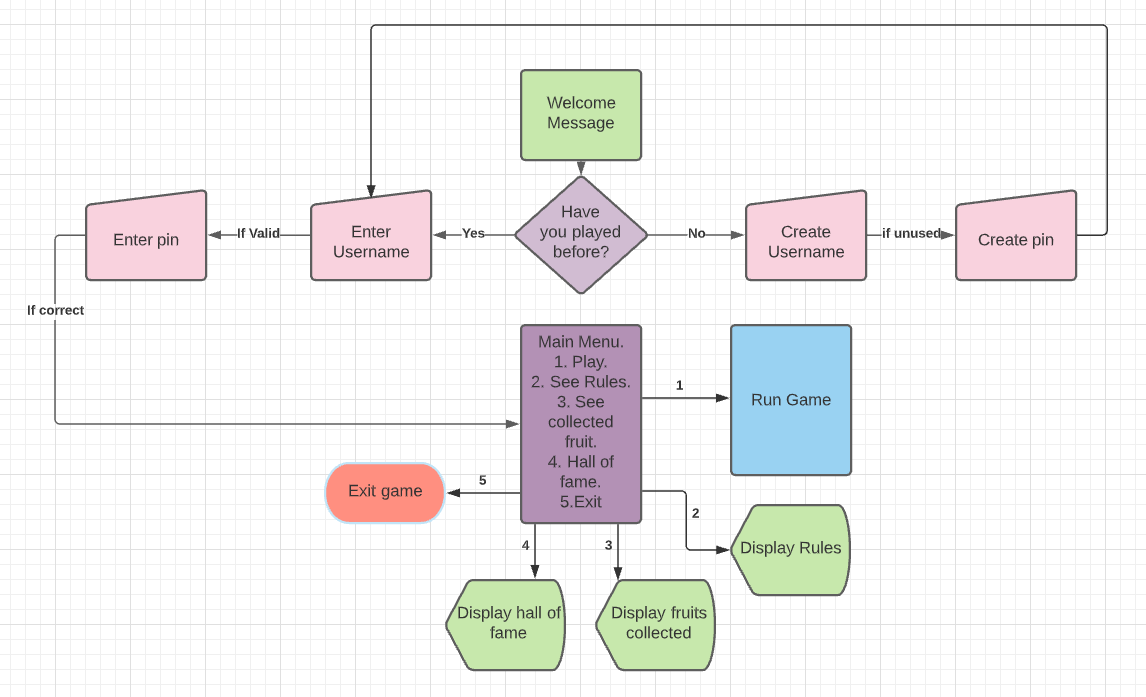 Welcome
Message
Have
you played
before?
Yes
No
Enter
Username
If Valid
Enter pin
If correct
Create
Username
if unused
Create pin
Main Menu.
1. Play.
2. See Rules.
3. See
collected
fruit.
4. Hall of
fame.
5.Exit
1
Run Game
2
Display Rules
3
Display fruits
collected
4
Display hall of
fame
5
Exit game